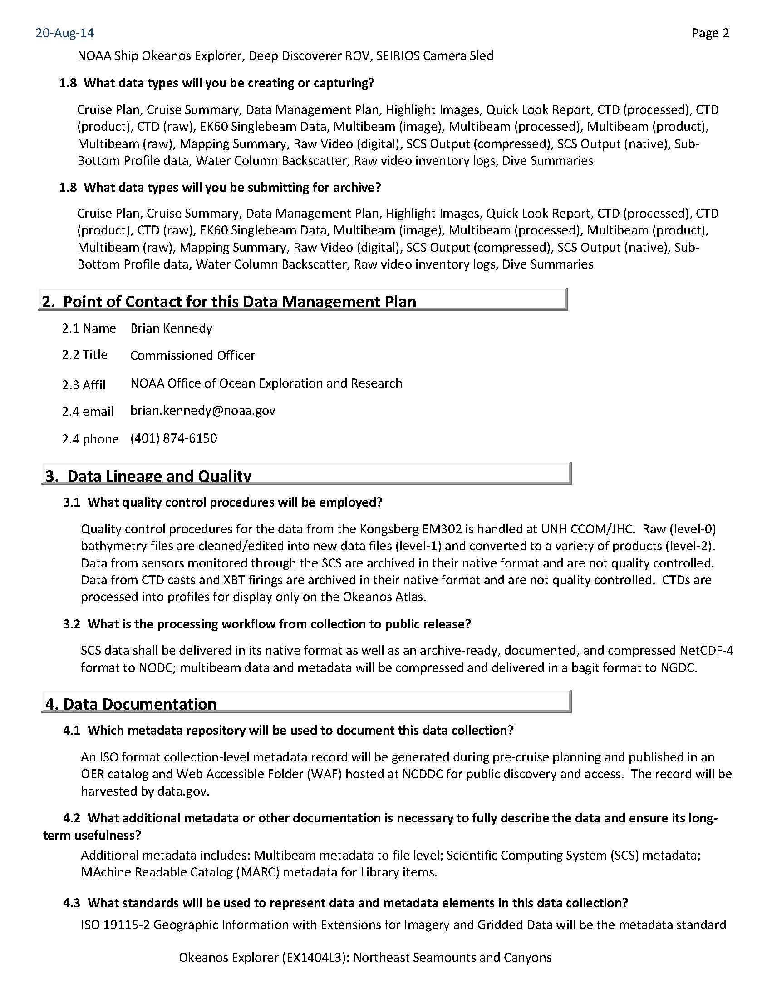 20-Aug-14 Page 2
NOAA Ship Okeanos Explorer, Deep Discoverer ROV, SEIRIOS Camera Sled
1.8 What data types will you be creating or capturing?
Cruise Plan, Cruise Summary, Data Management Plan, Highlight Images, Quick Look Report, CTD (processed), CTD
(product), CTD (raw), EK60 Singlebeam Data, Multibeam (image), Multibeam (processed), Multibeam (product),
Multibeam (raw), Mapping Summary, Raw Video (digital), SCS Output (compressed), SCS Output (native), Sub-
Bottom Profile data, Water Column Backscatter, Raw video inventory logs, Dive Summaries
1.8 What data types will you be submitting for archive?
Cruise Plan, Cruise Summary, Data Management Plan, Highlight Images, Quick Look Report, CTD (processed), CTD
(product), CTD (raw), EK60 Singlebeam Data, Multibeam (image), Multibeam (processed), Multibeam (product),
Multibeam (raw), Mapping Summary, Raw Video (digital), SCS Output (compressed), SCS Output (native), Sub-
Bottom Profile data, Water Column Backscatter, Raw video inventory logs, Dive Summaries
2. Point of Contact for this Data Management Plan
2.1 Name Brian Kennedy
2.2 Title Commissioned Officer
2.3 Affil NOAA Office of Ocean Exploration and Research
2.4 email brian.kennedy@noaa.gov
2.4 phone (401) 874-6150
3. Data Lineage and Quality
3.1 What quality control procedures will be employed?
Quality control procedures for the data from the Kongsberg EM302 is handled at UNH CCOM/JHC. Raw (level-0)
bathymetry files are cleaned/edited into new data files (level-1) and converted to a variety of products (level-2).
Data from sensors monitored through the SCS are archived in their native format and are not quality controlled.
Data from CTD casts and XBT firings are archived in their native format and are not quality controlled. CTDs are
processed into profiles for display only on the Okeanos Atlas.
3.2 What is the processing workflow from collection to public release?
SCS data shall be delivered in its native format as well as an archive-ready, documented, and compressed NetCDF-4
format to NODC; multibeam data and metadata will be compressed and delivered in a bagit format to NGDC.
4. Data Documentation
4.1 Which metadata repository will be used to document this data collection?
An ISO format collection-level metadata record will be generated during pre-cruise planning and published in an
OER catalog and Web Accessible Folder (WAF) hosted at NCDDC for public discovery and access. The record will be
harvested by data.gov.
4.2 What additional metadata or other documentation is necessary to fully describe the data and ensure its long-
term usefulness?
Additional metadata includes: Multibeam metadata to file level; Scientific Computing System (SCS) metadata;
MAchine Readable Catalog (MARC) metadata for Library items.
4.3 What standards will be used to represent data and metadata elements in this data collection?
ISO 19115-2 Geographic Information with Extensions for Imagery and Gridded Data will be the metadata standard
Okeanos Explorer (EX1404L3): Northeast Seamounts and Canyons